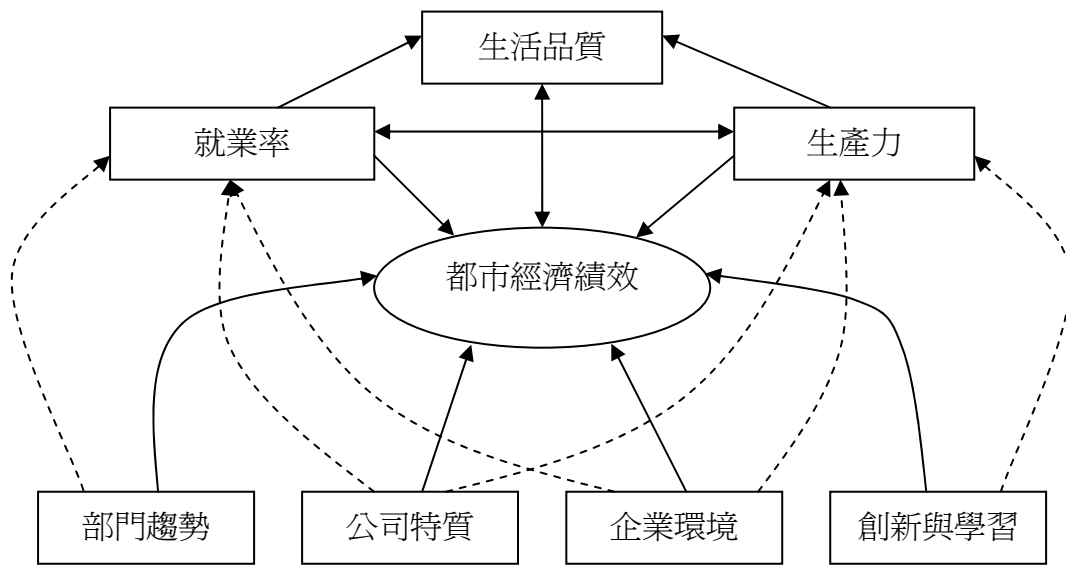 生活品質
就業率
生產力
都市經濟績效
部門趨勢
公司特質
企業環境
創新與學習